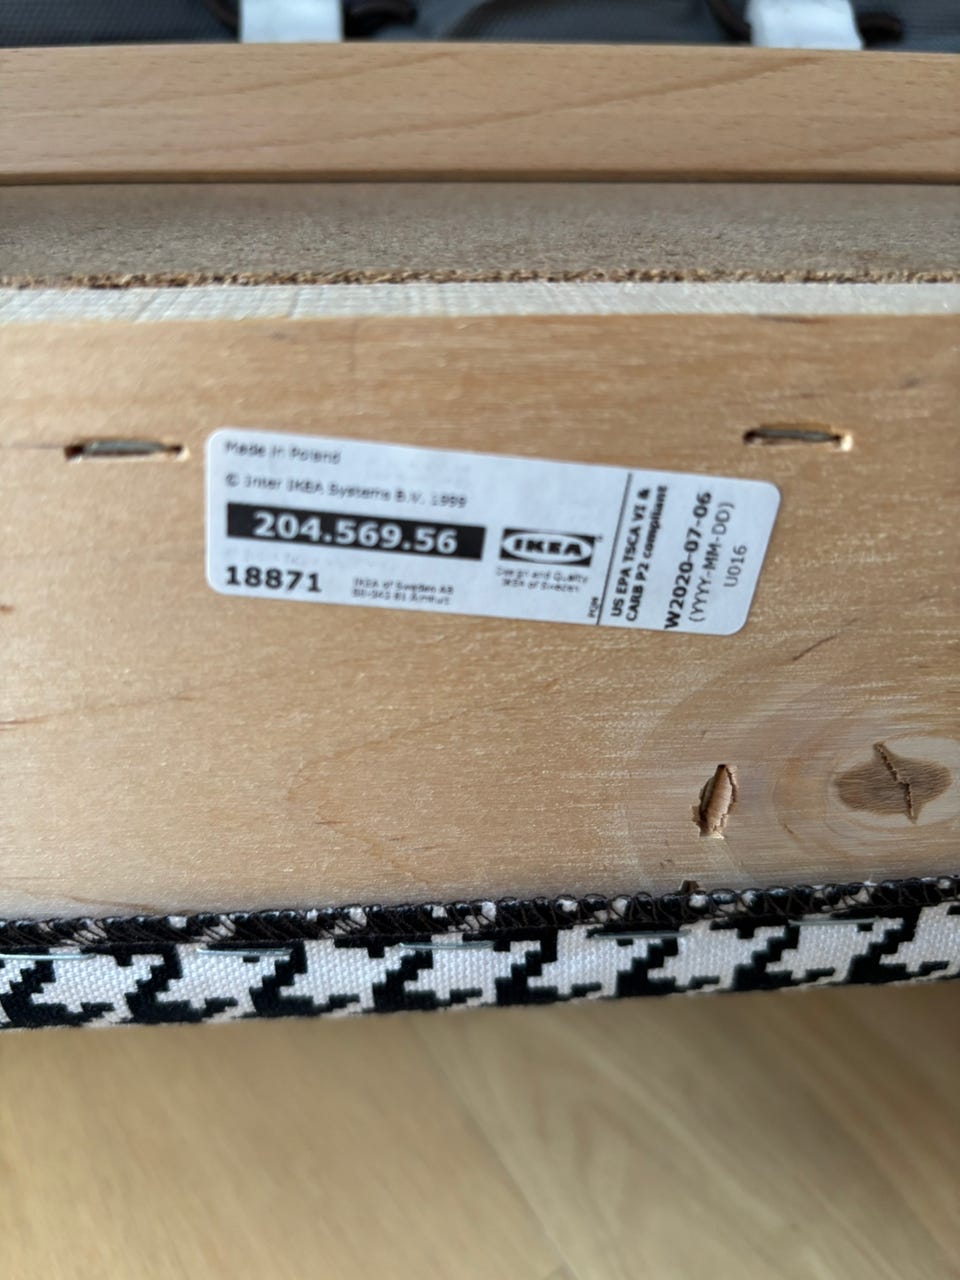 Made in Poland
© Inter IKEA Systems B.V. 1999
204.569.56
18871
IKEA of Sweden AB
IKEA
Design and Quality
IKEA of Sweden
US EPA TSCA VI &
CARB P2 compliant
W2020-07-06
(YYYY-MM-DD)
U016